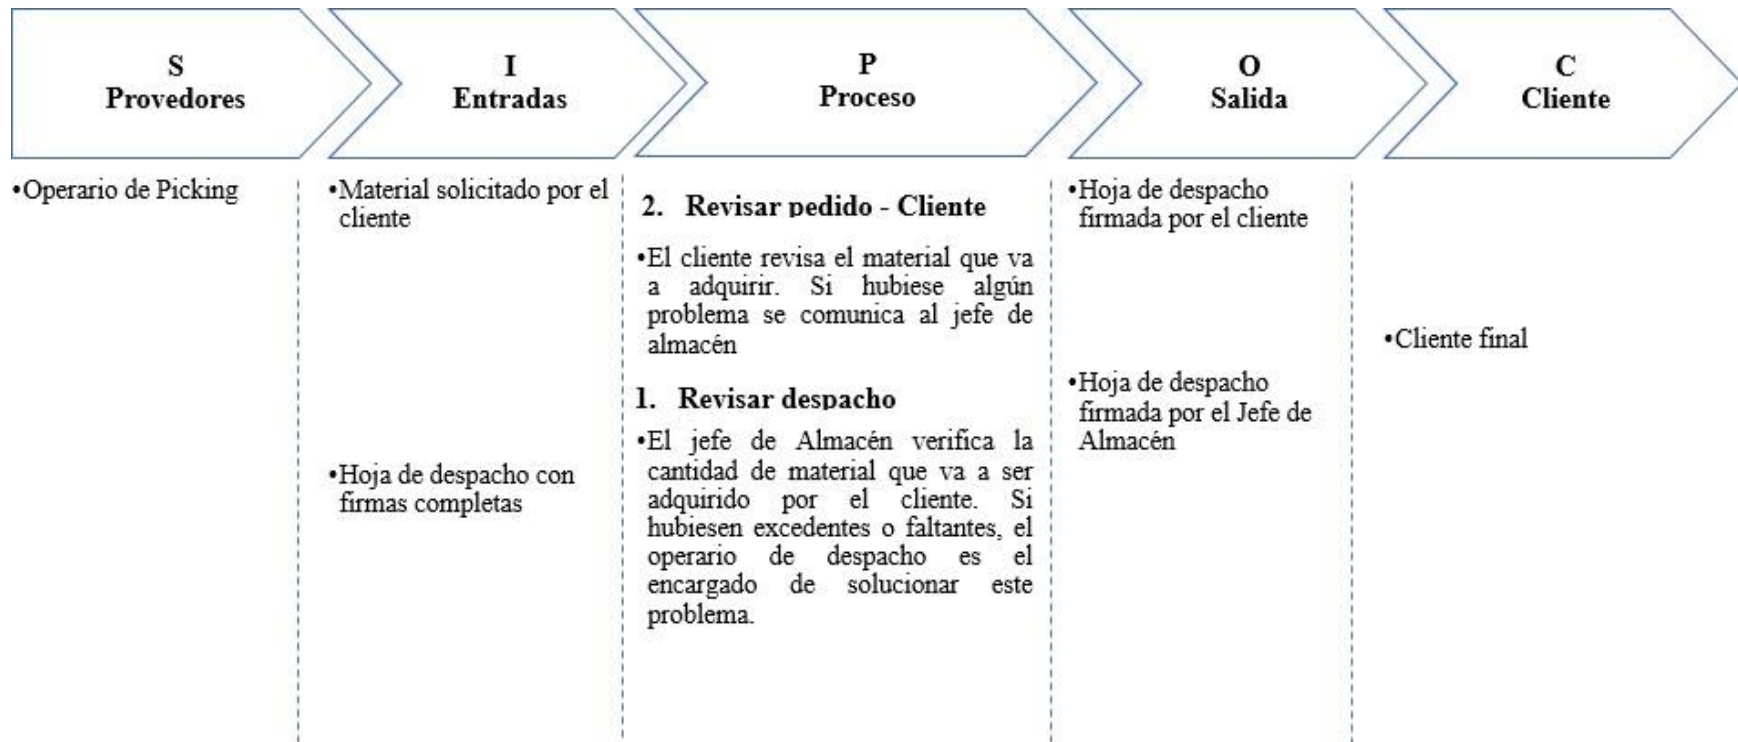 S
Provedores
I
Entradas
P
Proceso
O
Salida
C
Cliente
•Operario de Picking
•Material solicitado por el
cliente
•Hoja de despacho con
firmas completas
2. Revisar pedido - Cliente
•El cliente revisa el material que va
a adquirir. Si hubiese algún
problema se comunica al jefe de
almacén
1. Revisar despacho
•El jefe de Almacén verifica la
cantidad de material que va a ser
adquirido por el cliente. Si
hubiesen excedentes o faltantes, el
operario de despacho es el
encargado de solucionar este
problema.
•Hoja de despacho
firmada por el cliente
•Hoja de despacho
firmada por el Jefe de
Almacén
•Cliente final